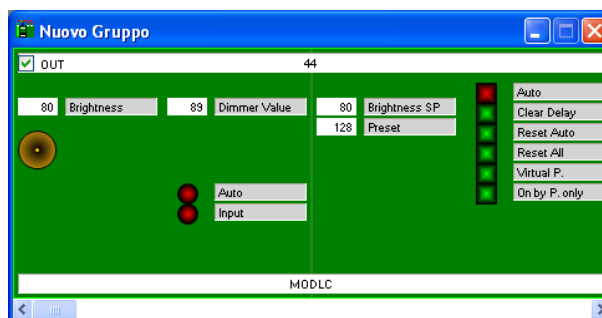 Nuovo Gruppo
OUT 44
80 Brightness 89 Dimmer Value 80 Brightness SP
128 Preset
Auto
Clear Delay
Reset Auto
Reset All
Virtual P.
On by P. only
Auto
Input
MODLC